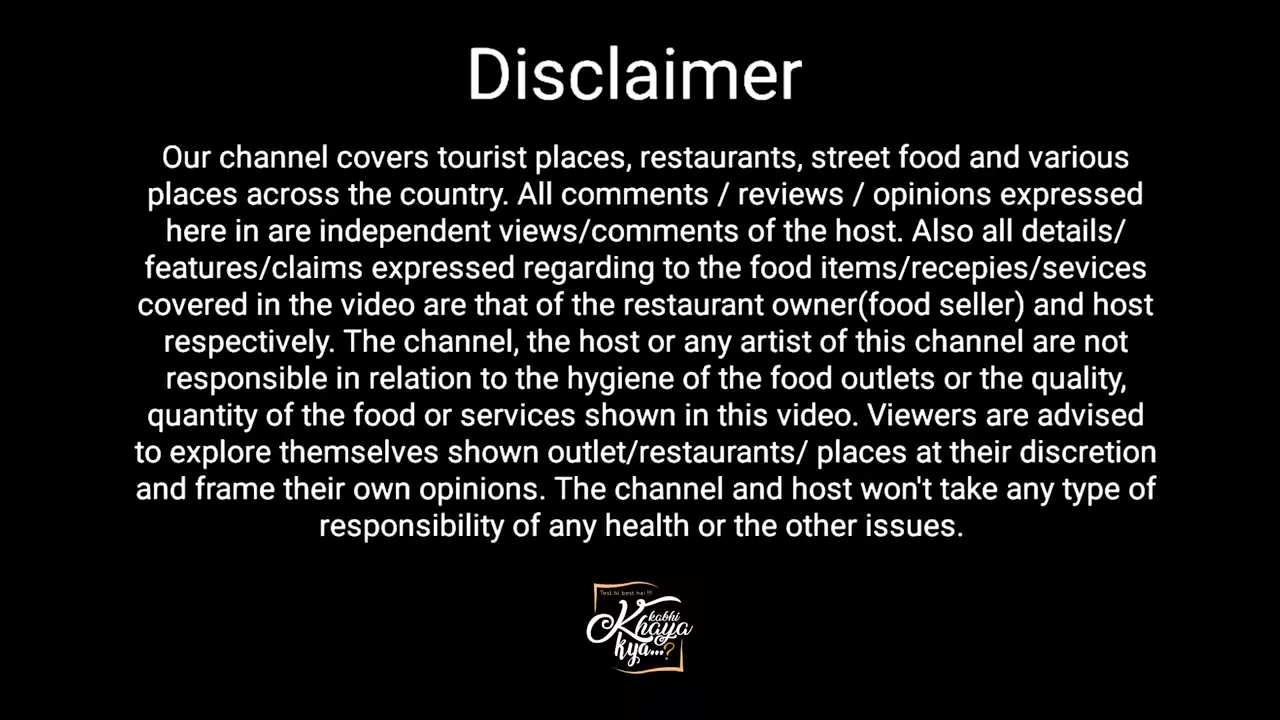 Disclaimer
Our channel covers tourist places, restaurants, street food and various
places across the country. All comments / reviews / opinions expressed
here in are independent views/comments of the host. Also all details/
features/claims expressed regarding to the food items/recepies/sevices
covered in the video are that of the restaurant owner(food seller) and host
respectively. The channel, the host or any artist of this channel are not
responsible in relation to the hygiene of the food outlets or the quality,
quantity of the food or services shown in this video. Viewers are advised
to explore themselves shown outlet/restaurants/ places at their discretion
and frame their own opinions. The channel and host won't take any type of
responsibility of any health or the other issues.
Test hi best hai !!!
kabhi
Khaya
kya...?